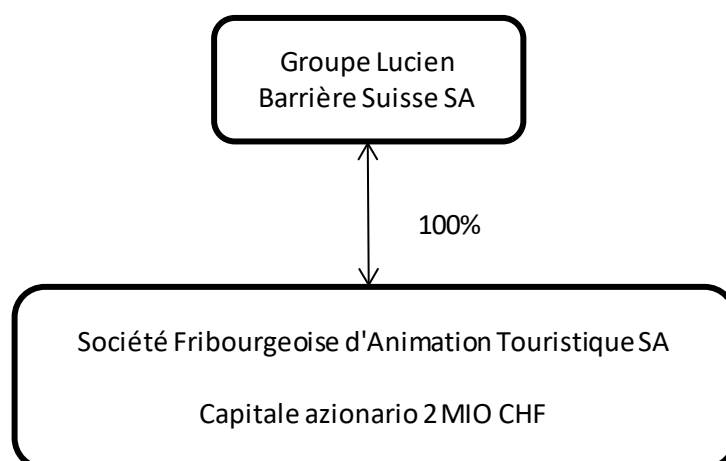 Groupe Lucien
Barrière Suisse SA
100%
Société Fribourgeoise d'Animation Touristique SA
Capitale azionario 2 MIO CHF